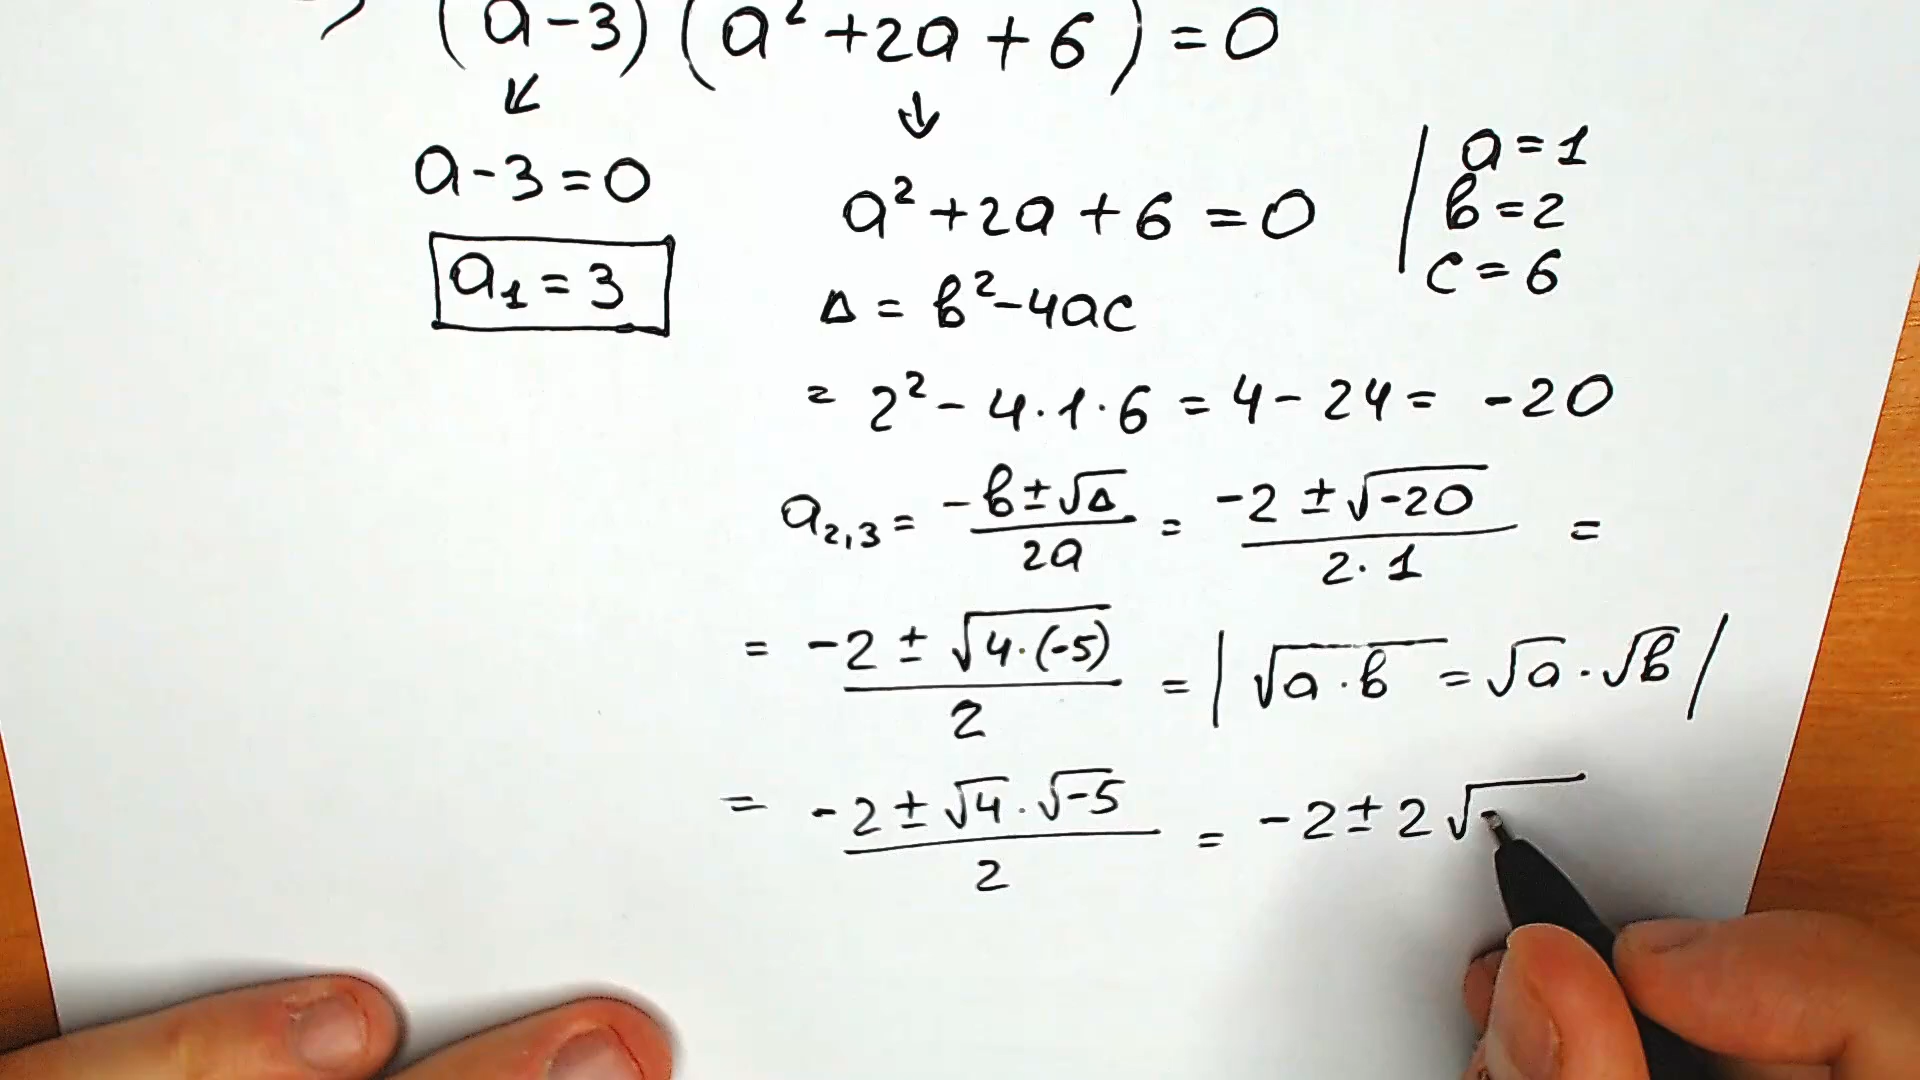 (a-3)(a²+2a+6)=0
↙ ↓
a-3=0
a₁=3
a²+2a+6=0
| a=1
в=2
c=6
Δ=в²-4ac
=2²-4·1·6=4-24=-20
a₂,₃=(-в±√Δ)/(2a)=(-2±√(-20))/(2·1)=
=(-2±√(4·(-5)))/2=|√(a·в)=√a·√в|
=(-2±√4·√(-5))/2=-2±2√-